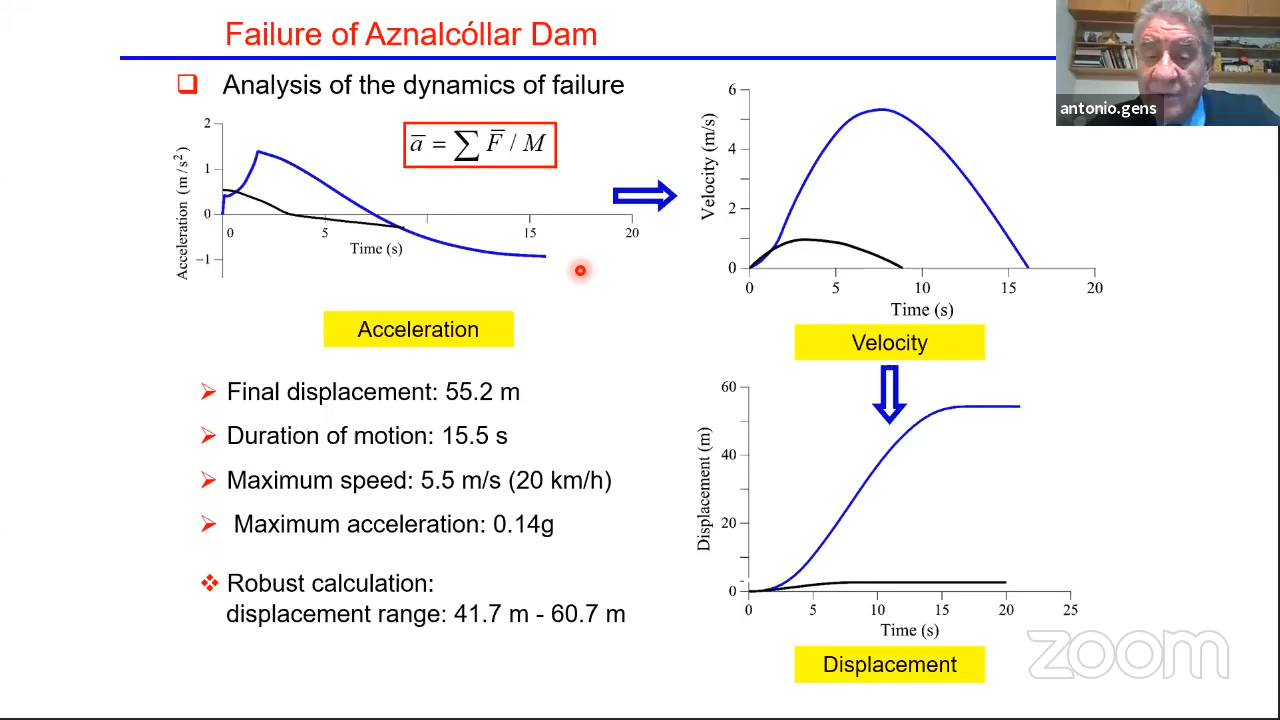 Failure of Aznalcóllar Dam
antonio.gens
❑ Analysis of the dynamics of failure
2
1
0
−1
Acceleration (m/s²)
a̅ = ∑ F̅ / M
0 5 15 20
Time (s)
Acceleration
6
4
2
0
Velocity (m/s)
0 5 10 15 20
Time (s)
Velocity
➢ Final displacement: 55.2 m
➢ Duration of motion: 15.5 s
➢ Maximum speed: 5.5 m/s (20 km/h)
➢ Maximum acceleration: 0.14g
❖ Robust calculation:
displacement range: 41.7 m - 60.7 m
60
40
20
0
Displacement (m)
0 5 10 15 20 25
Time (s)
Displacement
zoom